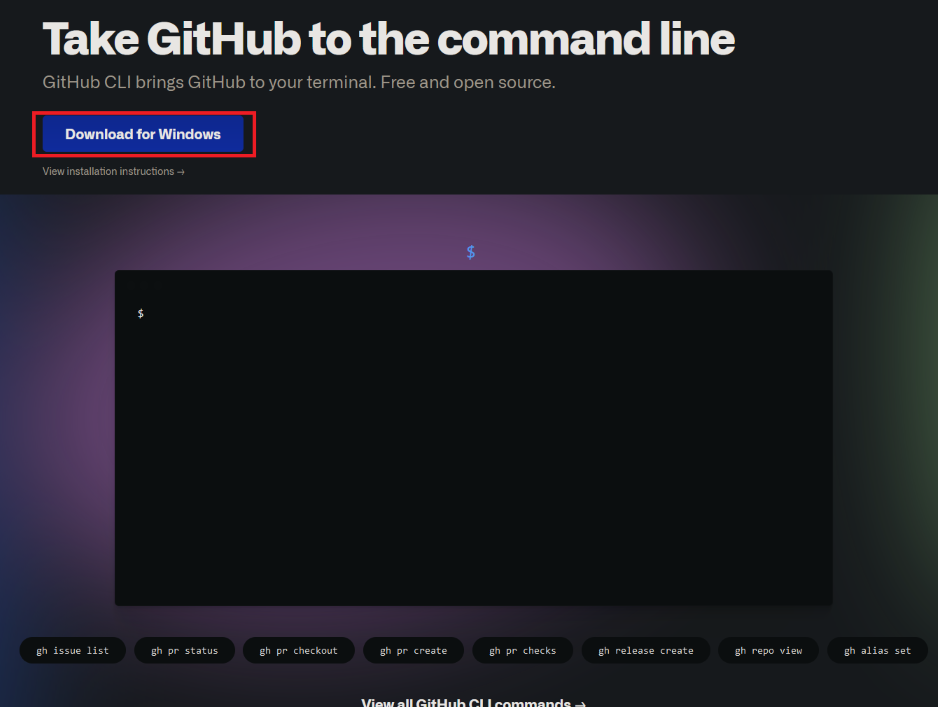 Take GitHub to the command line
GitHub CLI brings GitHub to your terminal. Free and open source.
Download for Windows
View installation instructions →
$
$
gh issue list
gh pr status
gh pr checkout
gh pr create
gh pr checks
gh release create
gh repo view
gh alias set
View all GitHub CLI commands →